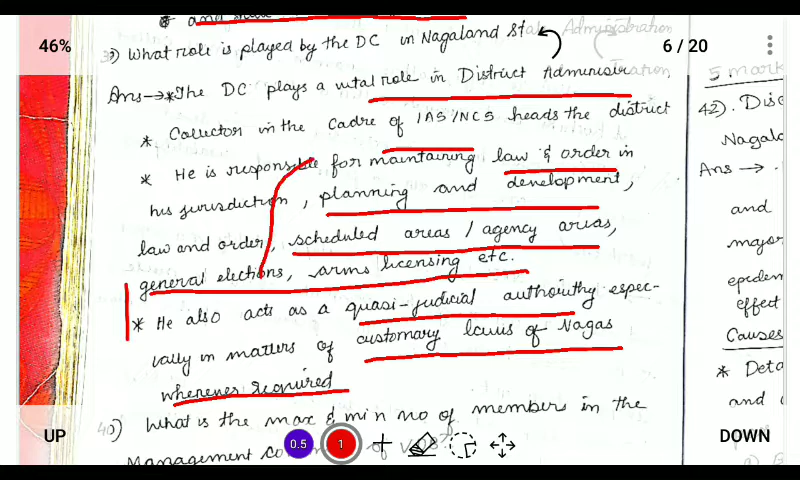 46%
6 / 20
39) What role is played by the DC in Nagaland St
Ans → * The DC plays a vital role in District Adminisir
* Collector in the Cadre of IAS/NCS heads the district
* He is responsible for maintaining law & order in
his jurisdiction, planning and development,
law and order, scheduled areas / agency areas,
general elections, arms licensing etc.
* He also acts as a quasi-judicial authority espec-
ially in matters of customary laws of Nagas
wherever required
40) What is the max & min no of members in the
Management
of VDB
5 mark
42). Disc
Nagal
Ans →
and
major
epidem
effect
Causes
* Deta
and
UP
0.5
1
DOWN